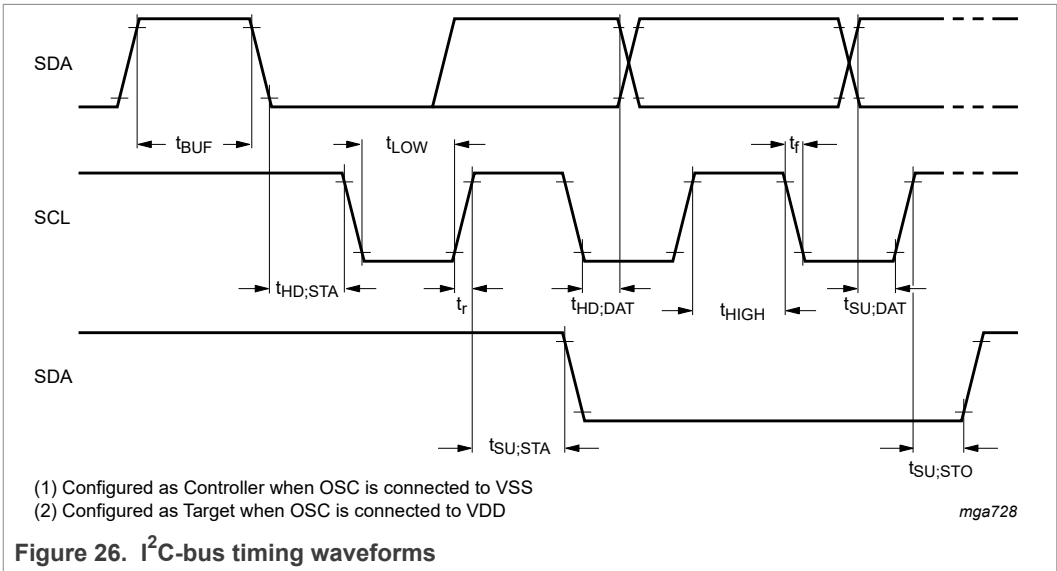 SDA
tBUF
tLOW
tf
SCL
tHD;STA
tr
tHD;DAT
tHIGH
tSU;DAT
SDA
tSU;STA
tSU;STO
(1) Configured as Controller when OSC is connected to VSS
(2) Configured as Target when OSC is connected to VDD
mga728
Figure 26. I²C-bus timing waveforms